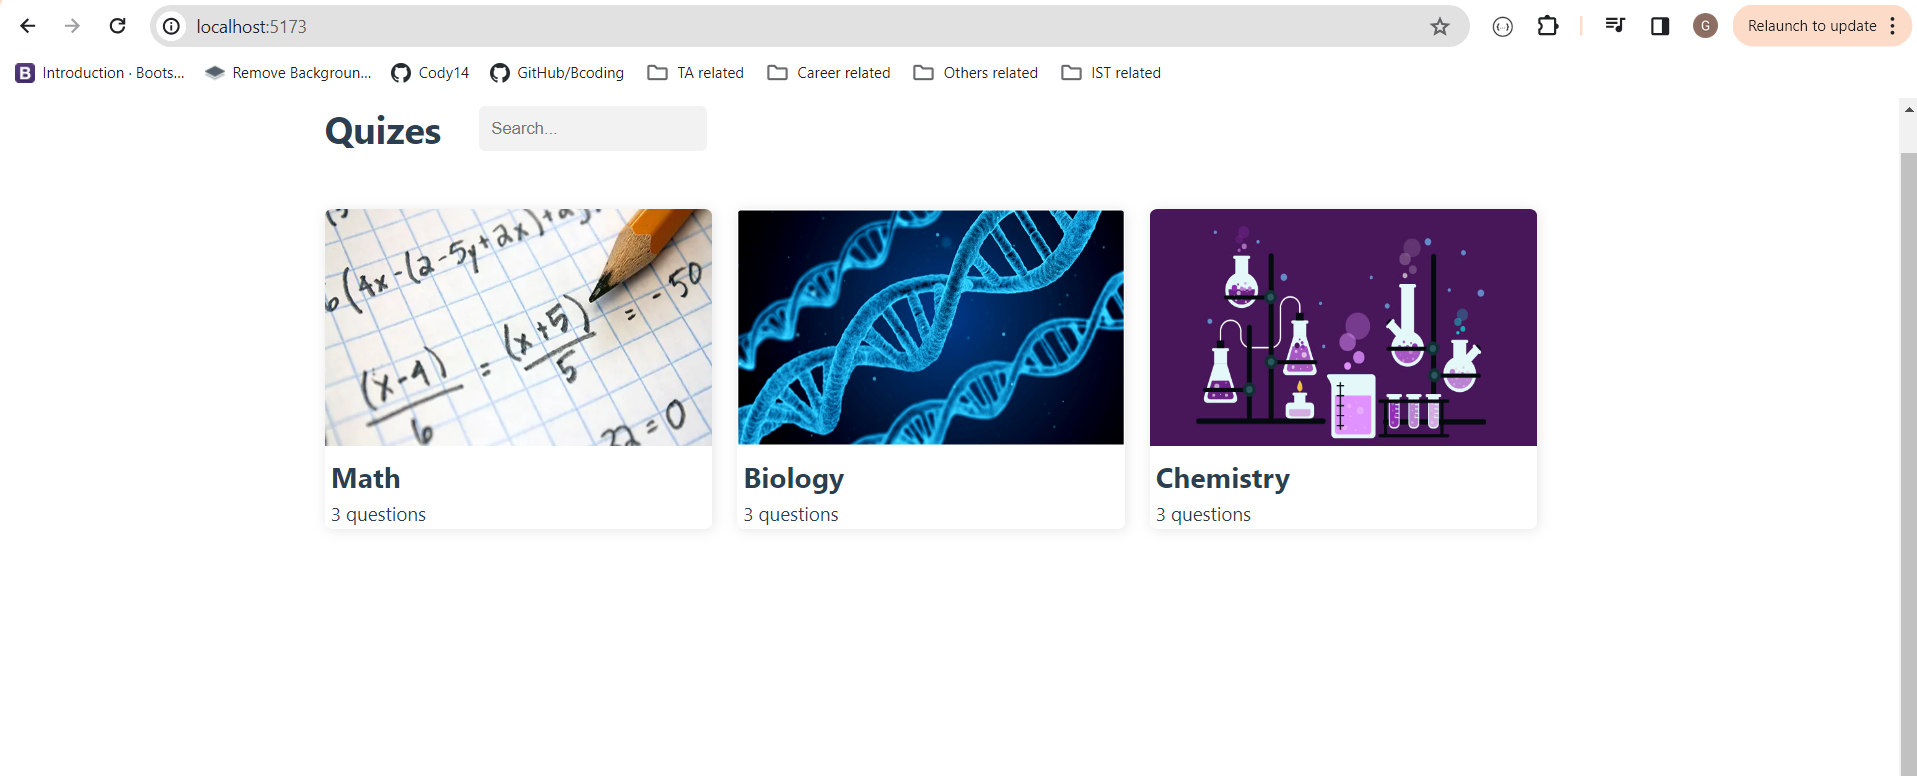 localhost:5173
G
Relaunch to update
B Introduction · Boots...
Remove Backgroun...
Cody14
GitHub/Bcoding
TA related
Career related
Others related
IST related
Quizes
Search...
(4x-(2-5y+2x)
(x-4)/6 = (x+5)/5 = -50
= 0
Math
3 questions
Biology
3 questions
Chemistry
3 questions